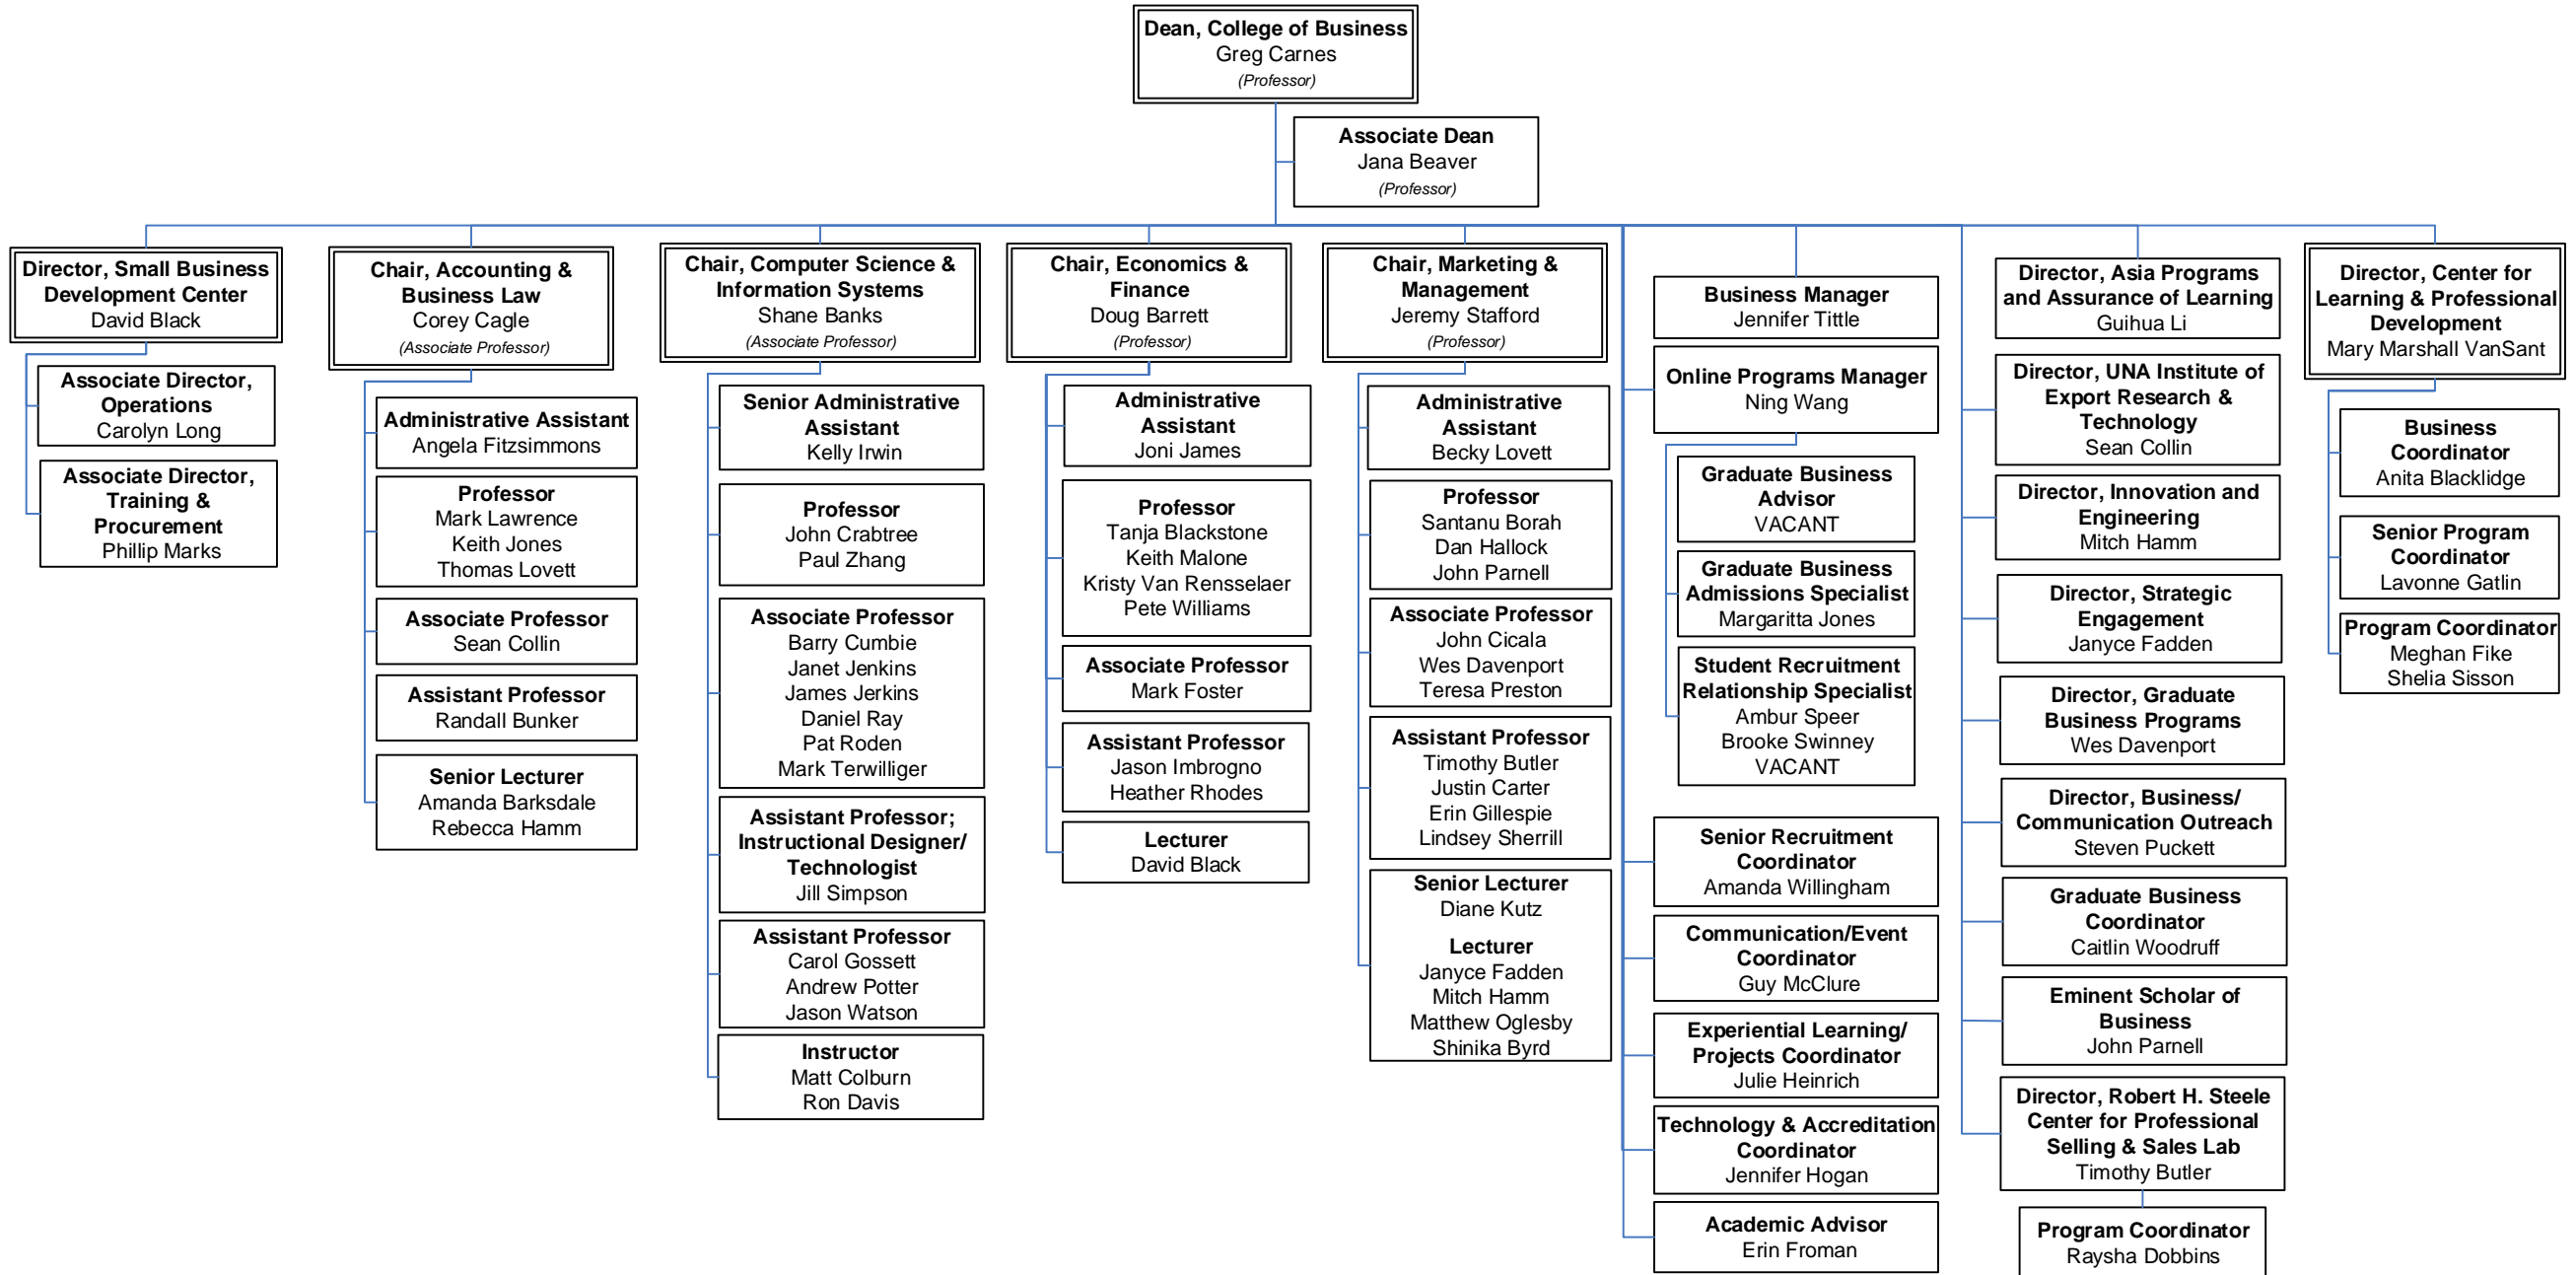 Dean, College of Business
Greg Carnes
(Professor)
Associate Dean
Jana Beaver
(Professor)
Director, Small Business
Development Center
David Black
Associate Director,
Operations
Carolyn Long
Associate Director,
Training &
Procurement
Phillip Marks
Chair, Accounting &
Business Law
Corey Cagle
(Associate Professor)
Administrative Assistant
Angela Fitzsimmons
Professor
Mark Lawrence
Keith Jones
Thomas Lovett
Associate Professor
Sean Collin
Assistant Professor
Randall Bunker
Senior Lecturer
Amanda Barksdale
Rebecca Hamm
Chair, Computer Science &
Information Systems
Shane Banks
(Associate Professor)
Senior Administrative
Assistant
Kelly Irwin
Professor
John Crabtree
Paul Zhang
Associate Professor
Barry Cumbie
Janet Jenkins
James Jerkins
Daniel Ray
Pat Roden
Mark Terwilliger
Assistant Professor;
Instructional Designer/
Technologist
Jill Simpson
Assistant Professor
Carol Gossett
Andrew Potter
Jason Watson
Instructor
Matt Colburn
Ron Davis
Chair, Economics &
Finance
Doug Barrett
(Professor)
Administrative
Assistant
Joni James
Professor
Tanja Blackstone
Keith Malone
Kristy Van Rensselaer
Pete Williams
Associate Professor
Mark Foster
Assistant Professor
Jason Imbrogno
Heather Rhodes
Lecturer
David Black
Chair, Marketing &
Management
Jeremy Stafford
(Professor)
Administrative
Assistant
Becky Lovett
Professor
Santanu Borah
Dan Hallock
John Parnell
Associate Professor
John Cicala
Wes Davenport
Teresa Preston
Assistant Professor
Timothy Butler
Justin Carter
Erin Gillespie
Lindsey Sherrill
Senior Lecturer
Diane Kutz
Lecturer
Janyce Fadden
Mitch Hamm
Matthew Oglesby
Shinika Byrd
Business Manager
Jennifer Tittle
Online Programs Manager
Ning Wang
Graduate Business
Advisor
VACANT
Graduate Business
Admissions Specialist
Margaritta Jones
Student Recruitment
Relationship Specialist
Ambur Speer
Brooke Swinney
VACANT
Senior Recruitment
Coordinator
Amanda Willingham
Communication/Event
Coordinator
Guy McClure
Experiential Learning/
Projects Coordinator
Julie Heinrich
Technology & Accreditation
Coordinator
Jennifer Hogan
Academic Advisor
Erin Froman
Director, Asia Programs
and Assurance of Learning
Guihua Li
Director, UNA Institute of
Export Research &
Technology
Sean Collin
Director, Innovation and
Engineering
Mitch Hamm
Director, Strategic
Engagement
Janyce Fadden
Director, Graduate
Business Programs
Wes Davenport
Director, Business/
Communication Outreach
Steven Puckett
Graduate Business
Coordinator
Caitlin Woodruff
Eminent Scholar of
Business
John Parnell
Director, Robert H. Steele
Center for Professional
Selling & Sales Lab
Timothy Butler
Program Coordinator
Raysha Dobbins
Director, Center for
Learning & Professional
Development
Mary Marshall VanSant
Business
Coordinator
Anita Blacklidge
Senior Program
Coordinator
Lavonne Gatlin
Program Coordinator
Meghan Fike
Shelia Sisson